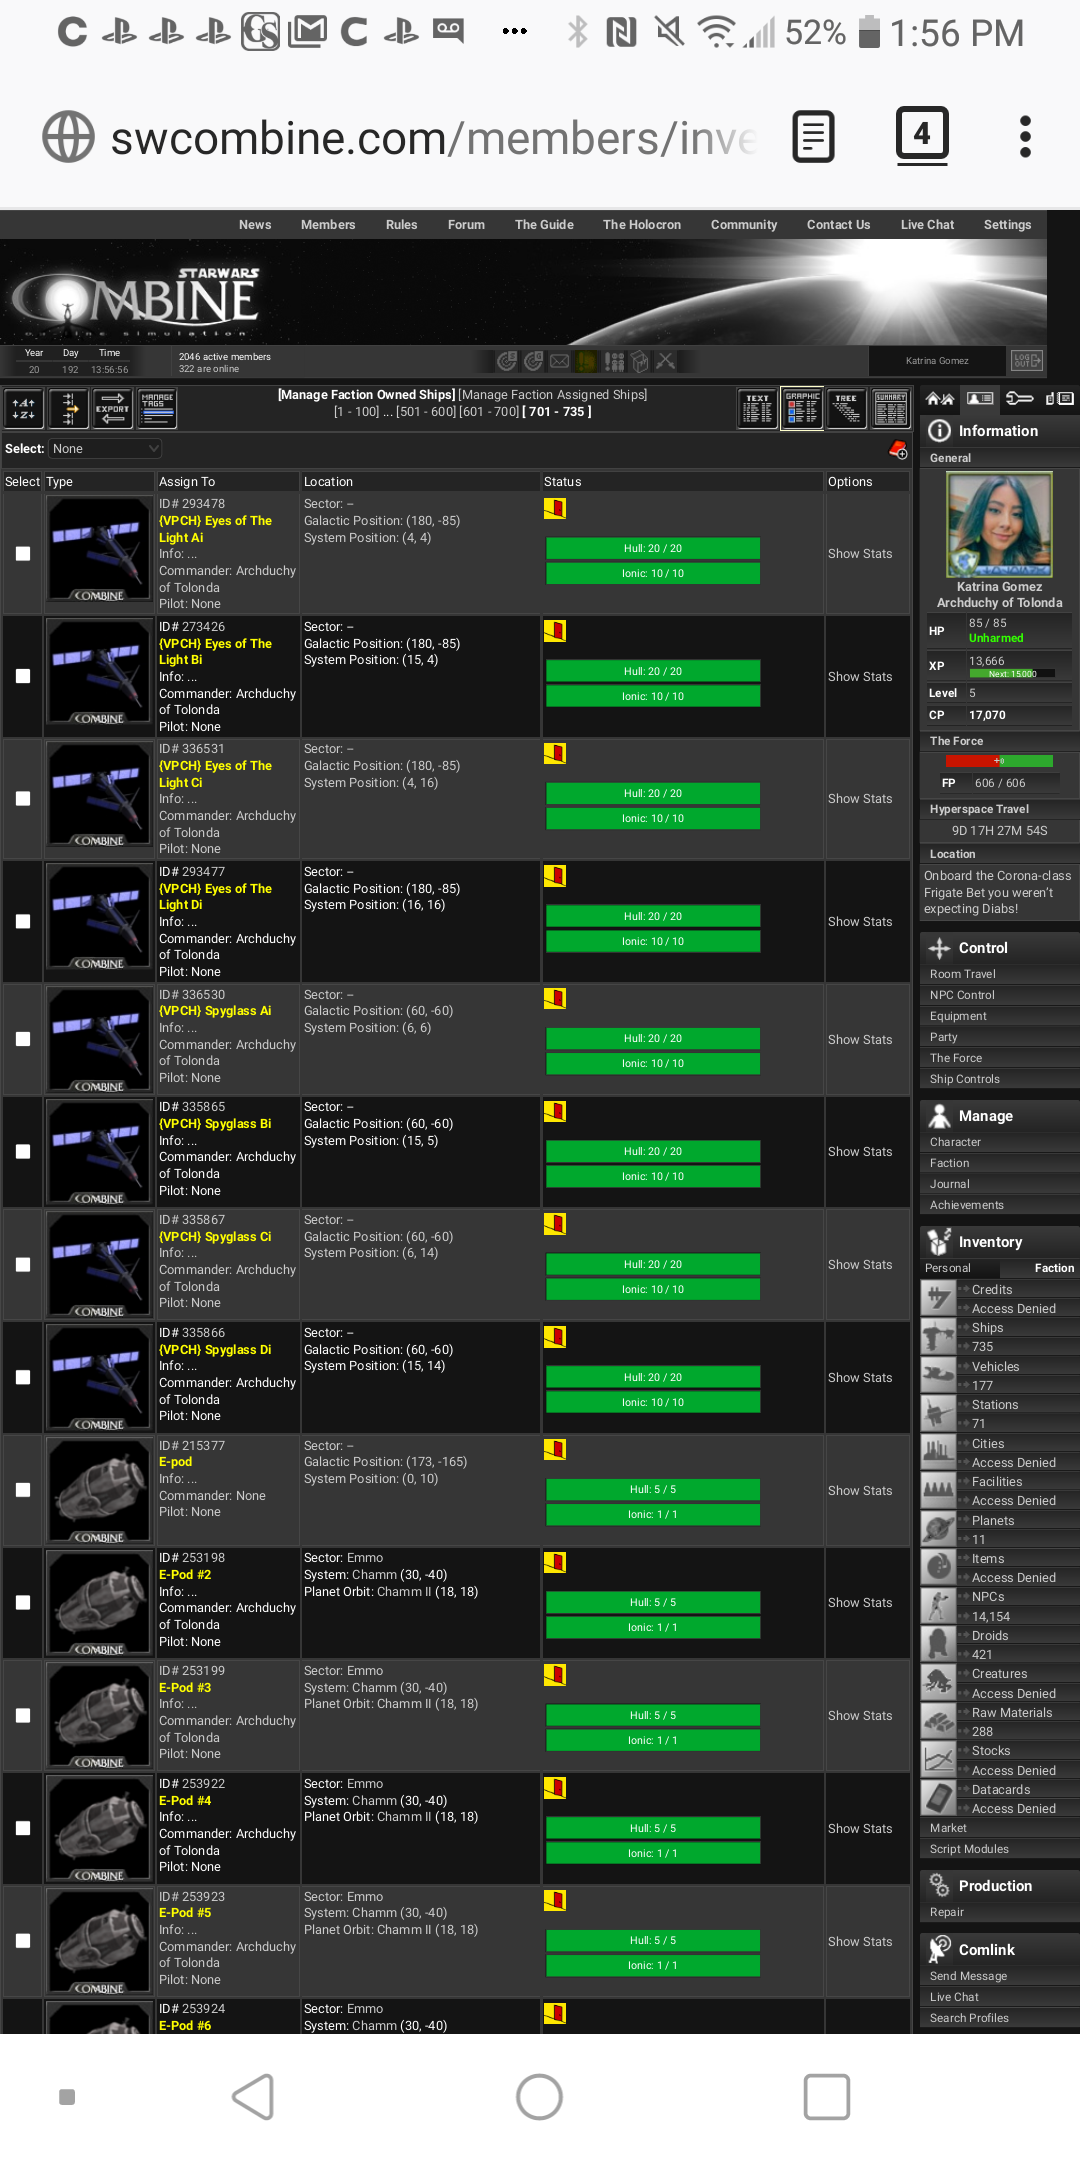 52% 1:56 PM
swcombine.com/members/inve
4
News Members Rules Forum The Guide The Holocron Community Contact Us Live Chat Settings
STARWARS
COMBINE
online simulation
Year Day Time
20 192 13:56:56
2046 active members
322 are online
Katrina Gomez
LOG OUT
EXPORT
MANAGE TAGS
[Manage Faction Owned Ships] [Manage Faction Assigned Ships]
[1 - 100] ... [501 - 600] [601 - 700] [ 701 - 735 ]
TEXT GRAPHIC TREE SUMMARY
Select: None
Select Type Assign To Location Status Options
ID# 293478
{VPCH} Eyes of The
Light Ai
Info: ...
Commander: Archduchy
of Tolonda
Pilot: None
Sector: –
Galactic Position: (180, -85)
System Position: (4, 4)
Hull: 20 / 20
Ionic: 10 / 10
Show Stats
COMBINE
ID# 273426
{VPCH} Eyes of The
Light Bi
Info: ...
Commander: Archduchy
of Tolonda
Pilot: None
Sector: –
Galactic Position: (180, -85)
System Position: (15, 4)
Hull: 20 / 20
Ionic: 10 / 10
Show Stats
COMBINE
ID# 336531
{VPCH} Eyes of The
Light Ci
Info: ...
Commander: Archduchy
of Tolonda
Pilot: None
Sector: –
Galactic Position: (180, -85)
System Position: (4, 16)
Hull: 20 / 20
Ionic: 10 / 10
Show Stats
COMBINE
ID# 293477
{VPCH} Eyes of The
Light Di
Info: ...
Commander: Archduchy
of Tolonda
Pilot: None
Sector: –
Galactic Position: (180, -85)
System Position: (16, 16)
Hull: 20 / 20
Ionic: 10 / 10
Show Stats
COMBINE
ID# 336530
{VPCH} Spyglass Ai
Info: ...
Commander: Archduchy
of Tolonda
Pilot: None
Sector: –
Galactic Position: (60, -60)
System Position: (6, 6)
Hull: 20 / 20
Ionic: 10 / 10
Show Stats
COMBINE
ID# 335865
{VPCH} Spyglass Bi
Info: ...
Commander: Archduchy
of Tolonda
Pilot: None
Sector: –
Galactic Position: (60, -60)
System Position: (15, 5)
Hull: 20 / 20
Ionic: 10 / 10
Show Stats
COMBINE
ID# 335867
{VPCH} Spyglass Ci
Info: ...
Commander: Archduchy
of Tolonda
Pilot: None
Sector: –
Galactic Position: (60, -60)
System Position: (6, 14)
Hull: 20 / 20
Ionic: 10 / 10
Show Stats
COMBINE
ID# 335866
{VPCH} Spyglass Di
Info: ...
Commander: Archduchy
of Tolonda
Pilot: None
Sector: –
Galactic Position: (60, -60)
System Position: (15, 14)
Hull: 20 / 20
Ionic: 10 / 10
Show Stats
COMBINE
ID# 215377
E-pod
Info: ...
Commander: None
Pilot: None
Sector: –
Galactic Position: (173, -165)
System Position: (0, 10)
Hull: 5 / 5
Ionic: 1 / 1
Show Stats
COMBINE
ID# 253198
E-Pod #2
Info: ...
Commander: Archduchy
of Tolonda
Pilot: None
Sector: Emmo
System: Chamm (30, -40)
Planet Orbit: Chamm II (18, 18)
Hull: 5 / 5
Ionic: 1 / 1
Show Stats
COMBINE
ID# 253199
E-Pod #3
Info: ...
Commander: Archduchy
of Tolonda
Pilot: None
Sector: Emmo
System: Chamm (30, -40)
Planet Orbit: Chamm II (18, 18)
Hull: 5 / 5
Ionic: 1 / 1
Show Stats
COMBINE
ID# 253922
E-Pod #4
Info: ...
Commander: Archduchy
of Tolonda
Pilot: None
Sector: Emmo
System: Chamm (30, -40)
Planet Orbit: Chamm II (18, 18)
Hull: 5 / 5
Ionic: 1 / 1
Show Stats
COMBINE
ID# 253923
E-Pod #5
Info: ...
Commander: Archduchy
of Tolonda
Pilot: None
Sector: Emmo
System: Chamm (30, -40)
Planet Orbit: Chamm II (18, 18)
Hull: 5 / 5
Ionic: 1 / 1
Show Stats
COMBINE
ID# 253924
E-Pod #6
Sector: Emmo
System: Chamm (30, -40)
Information
General
Katrina Gomez
Archduchy of Tolonda
HP 85 / 85
Unharmed
XP 13,666
Next: 15000
Level 5
CP 17,070
The Force
FP 606 / 606
Hyperspace Travel
9D 17H 27M 54S
Location
Onboard the Corona-class
Frigate Bet you weren't
expecting Diabs!
Control
Room Travel
NPC Control
Equipment
Party
The Force
Ship Controls
Manage
Character
Faction
Journal
Achievements
Inventory
Personal Faction
Credits
Access Denied
Ships
735
Vehicles
177
Stations
71
Cities
Access Denied
Facilities
Access Denied
Planets
11
Items
Access Denied
NPCs
14,154
Droids
421
Creatures
Access Denied
Raw Materials
288
Stocks
Access Denied
Datacards
Access Denied
Market
Script Modules
Production
Repair
Comlink
Send Message
Live Chat
Search Profiles